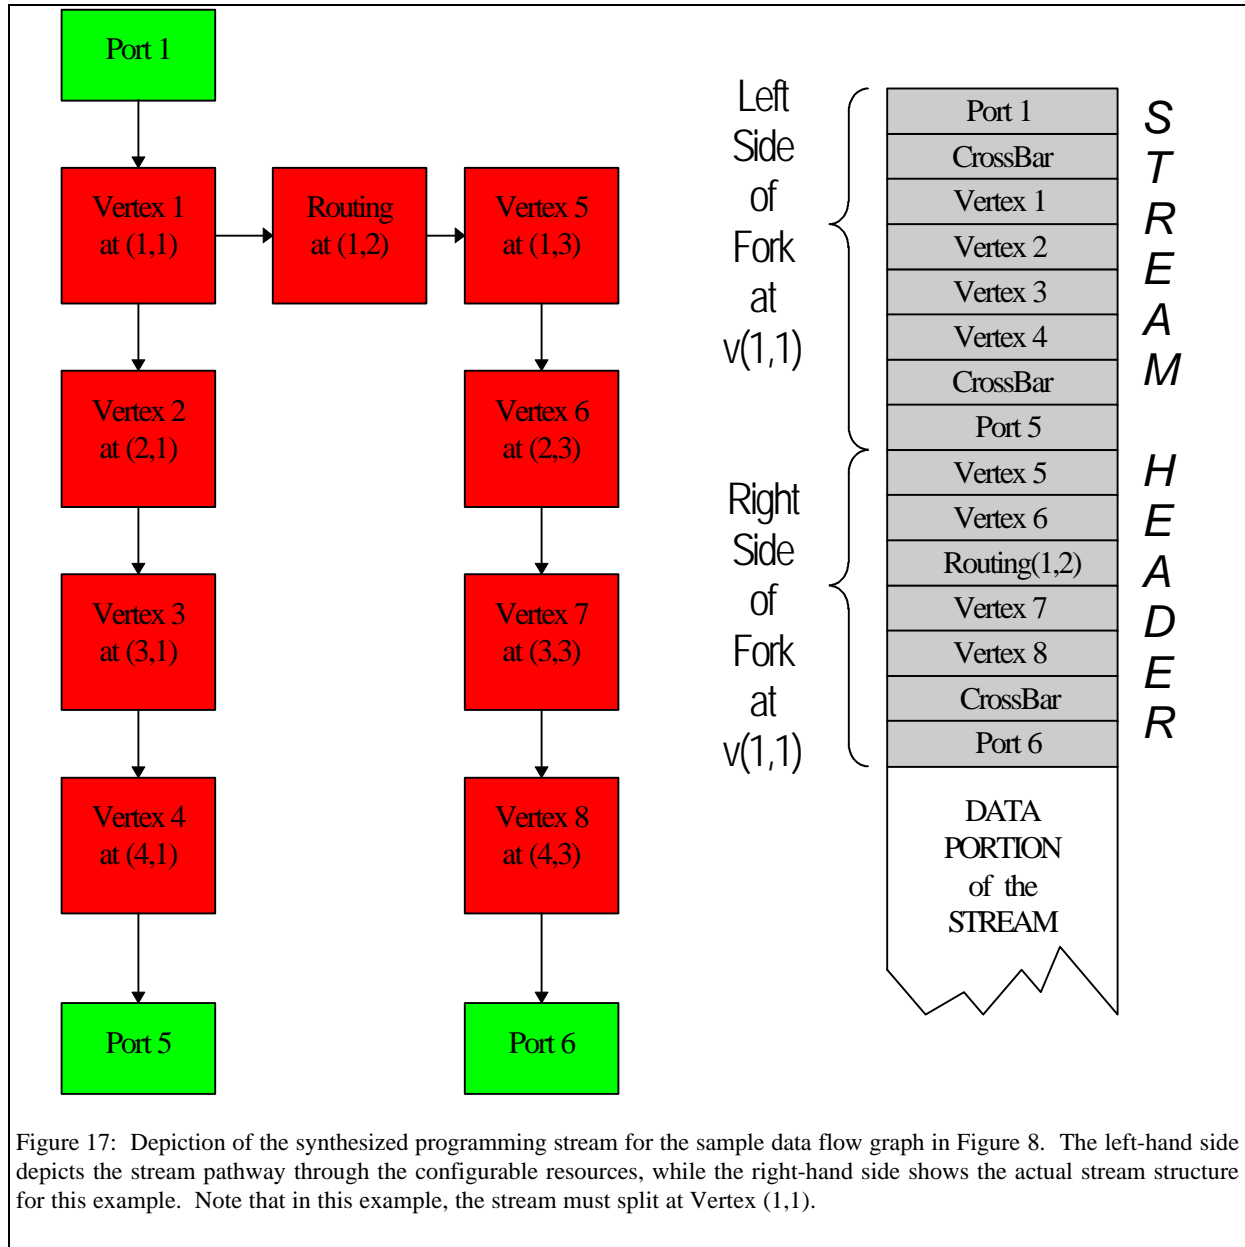 Port 1
Vertex 1
at (1,1)
Routing
at (1,2)
Vertex 5
at (1,3)
Vertex 2
at (2,1)
Vertex 6
at (2,3)
Vertex 3
at (3,1)
Vertex 7
at (3,3)
Vertex 4
at (4,1)
Vertex 8
at (4,3)
Port 5
Port 6
Left
Side
of
Fork
at
v(1,1)
Right
Side
of
Fork
at
v(1,1)
Port 1
CrossBar
Vertex 1
Vertex 2
Vertex 3
Vertex 4
CrossBar
Port 5
Vertex 5
Vertex 6
Routing(1,2)
Vertex 7
Vertex 8
CrossBar
Port 6
DATA
PORTION
of the
STREAM
STREAM HEADER
Figure 17: Depiction of the synthesized programming stream for the sample data flow graph in Figure 8. The left-hand side
depicts the stream pathway through the configurable resources, while the right-hand side shows the actual stream structure
for this example. Note that in this example, the stream must split at Vertex (1,1).